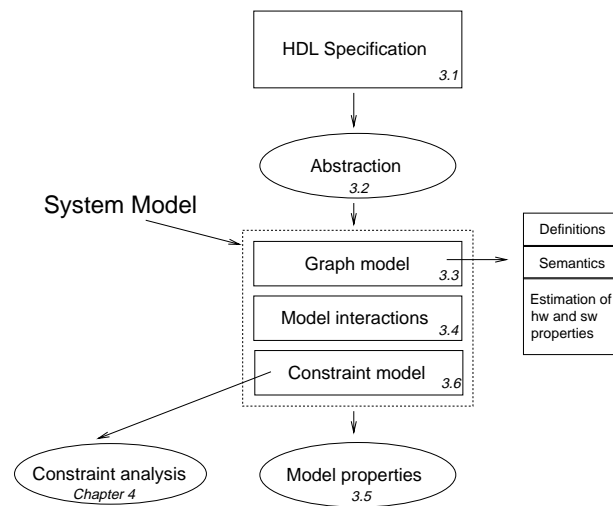 HDL Specification
3.1
Abstraction
3.2
System Model
Graph model
3.3
Definitions
Semantics
Estimation of
hw and sw
properties
Model interactions
3.4
Constraint model
3.6
Constraint analysis
Chapter 4
Model properties
3.5